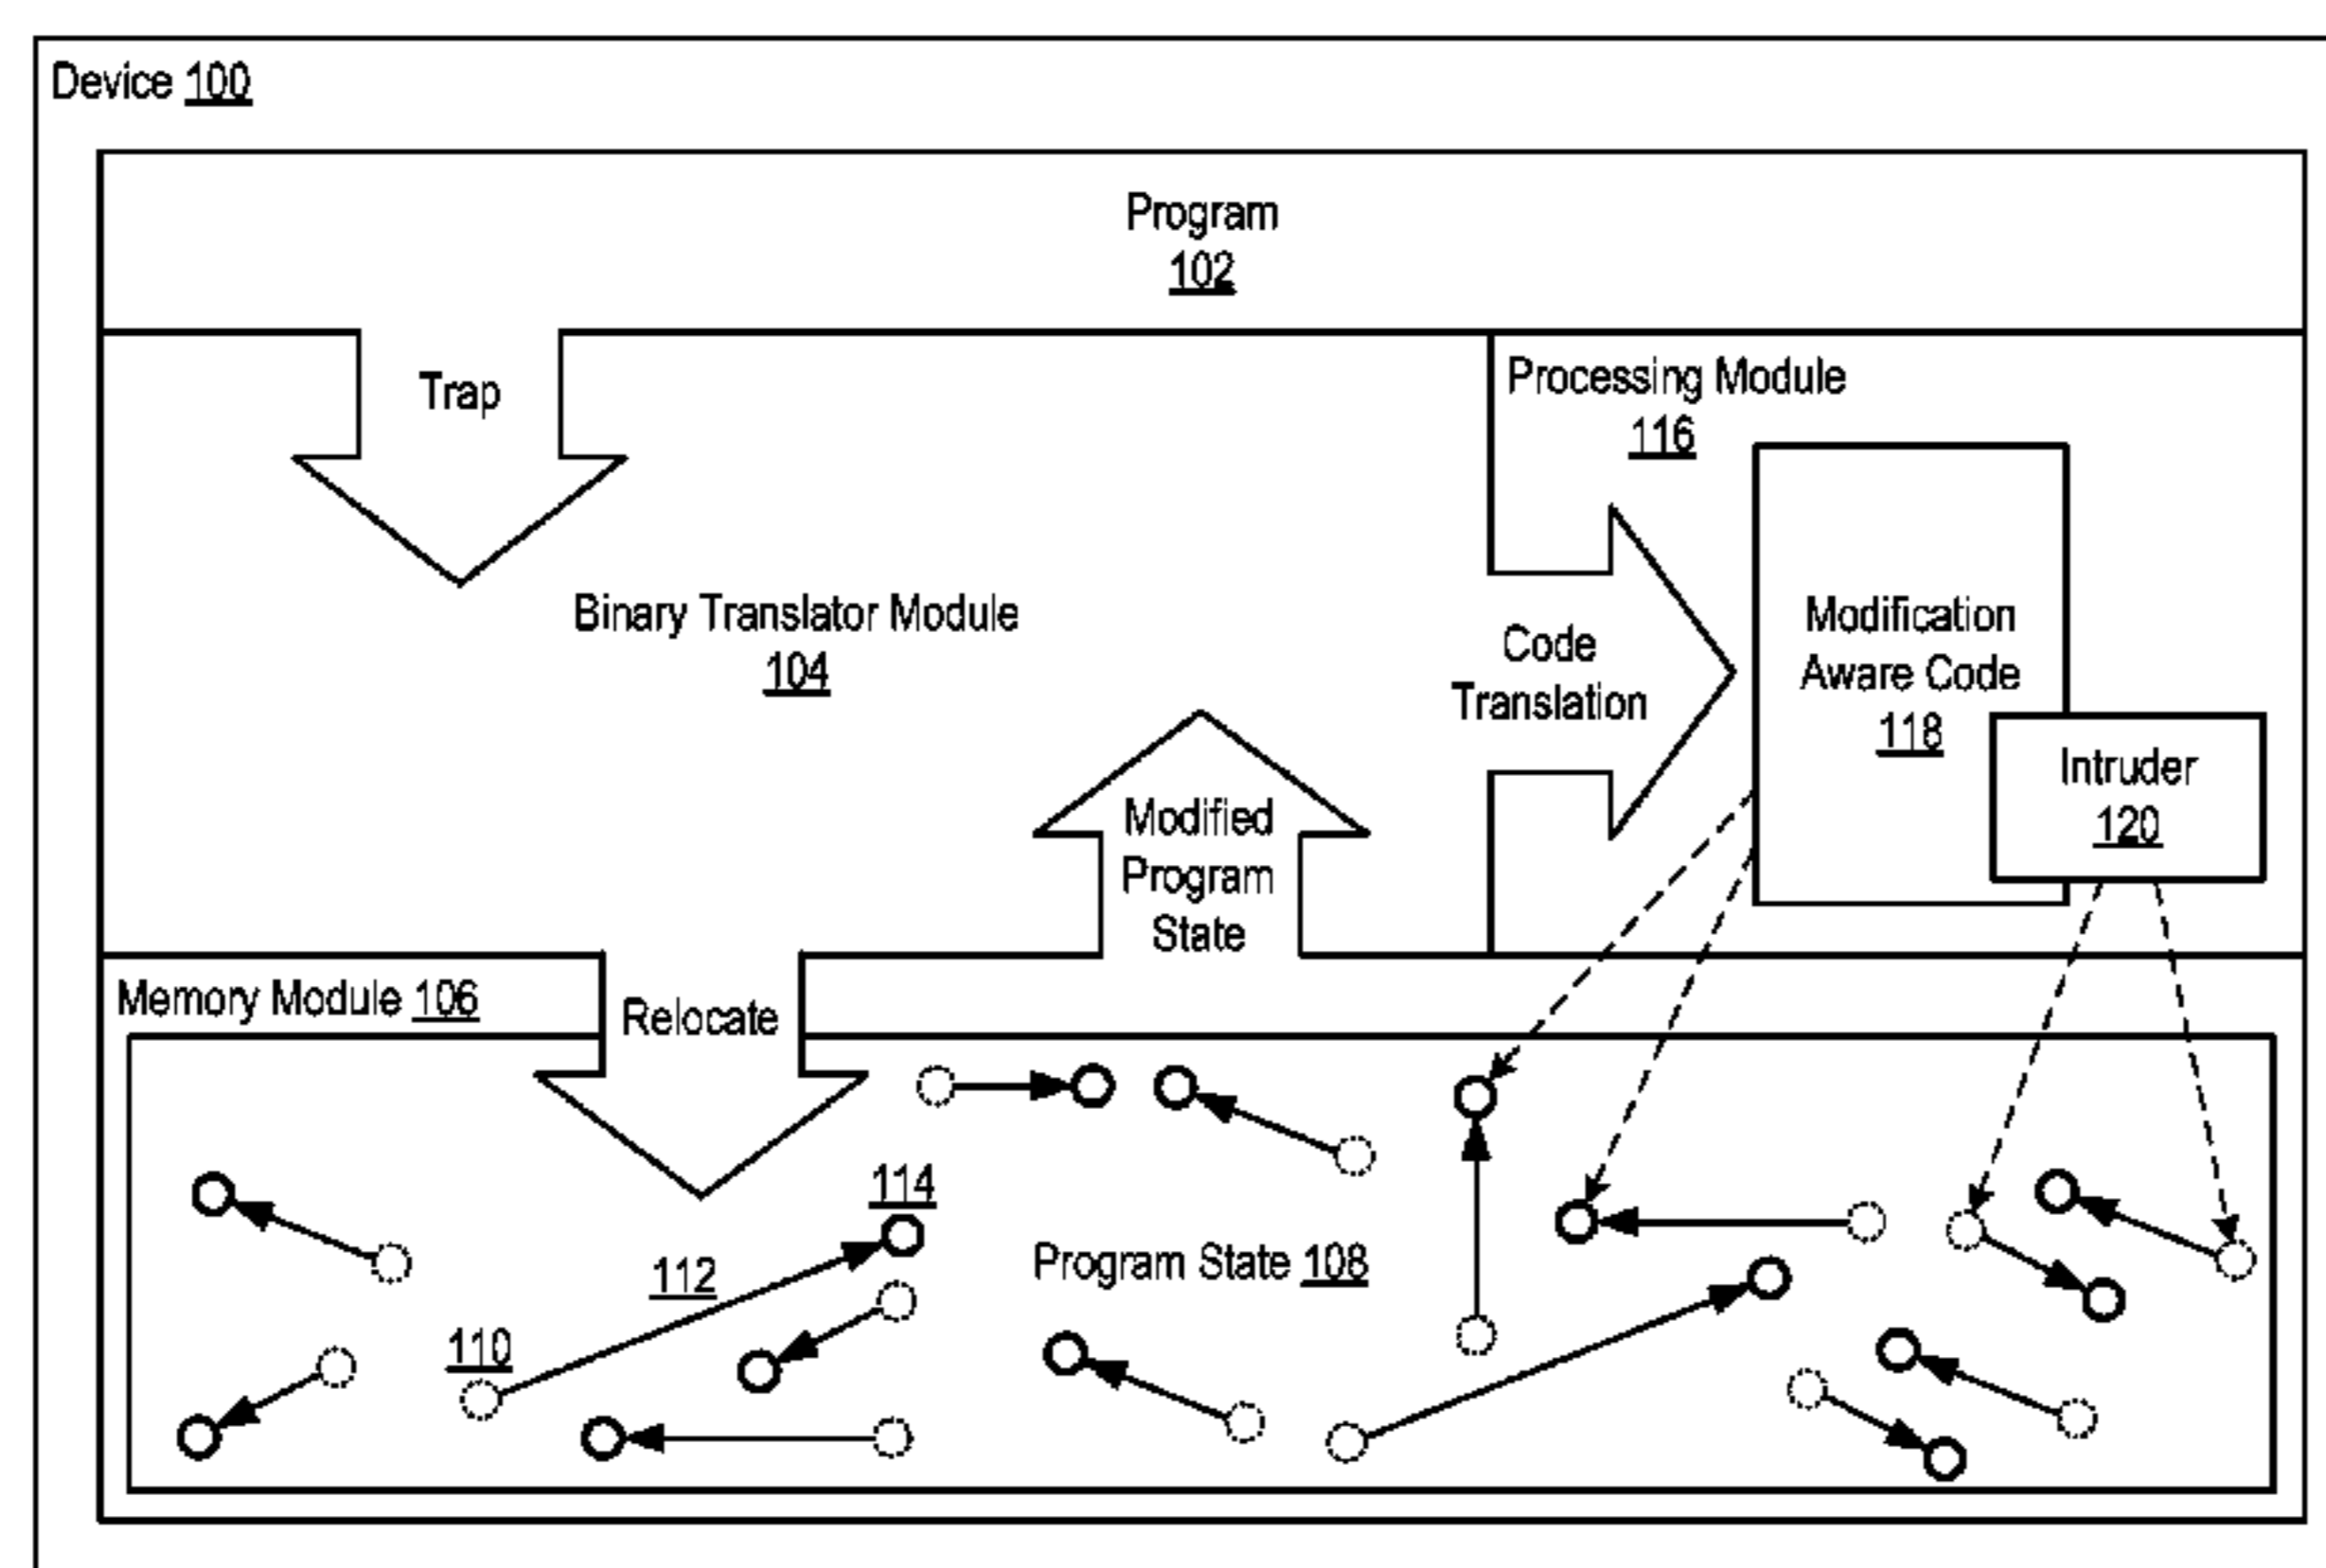 Device 100
Program
102
Trap
Processing Module
116
Binary Translator Module
104
Code
Translation
Modification
Aware Code
118
Intruder
120
Modified
Program
State
Memory Module 106
Relocate
114
112
Program State 108
110